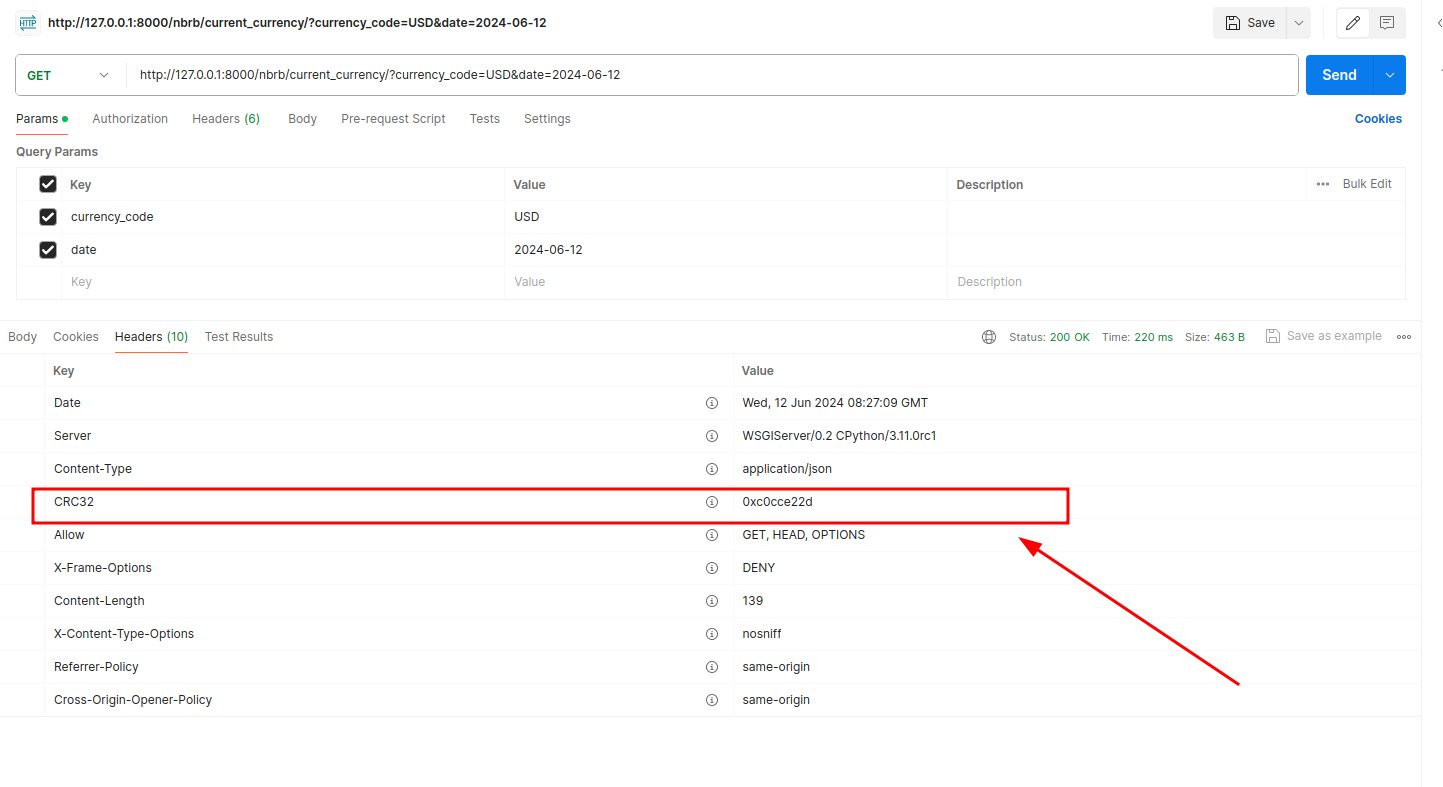 HTTP http://127.0.0.1:8000/nbrb/current_currency/?currency_code=USD&date=2024-06-12 Save
GET http://127.0.0.1:8000/nbrb/current_currency/?currency_code=USD&date=2024-06-12 Send
Params Authorization Headers (6) Body Pre-request Script Tests Settings Cookies
Query Params
Key Value Description Bulk Edit
currency_code USD
date 2024-06-12
Key Value Description
Body Cookies Headers (10) Test Results Status: 200 OK Time: 220 ms Size: 463 B Save as example
Key Value
Date Wed, 12 Jun 2024 08:27:09 GMT
Server WSGIServer/0.2 CPython/3.11.0rc1
Content-Type application/json
CRC32 0xc0cce22d
Allow GET, HEAD, OPTIONS
X-Frame-Options DENY
Content-Length 139
X-Content-Type-Options nosniff
Referrer-Policy same-origin
Cross-Origin-Opener-Policy same-origin